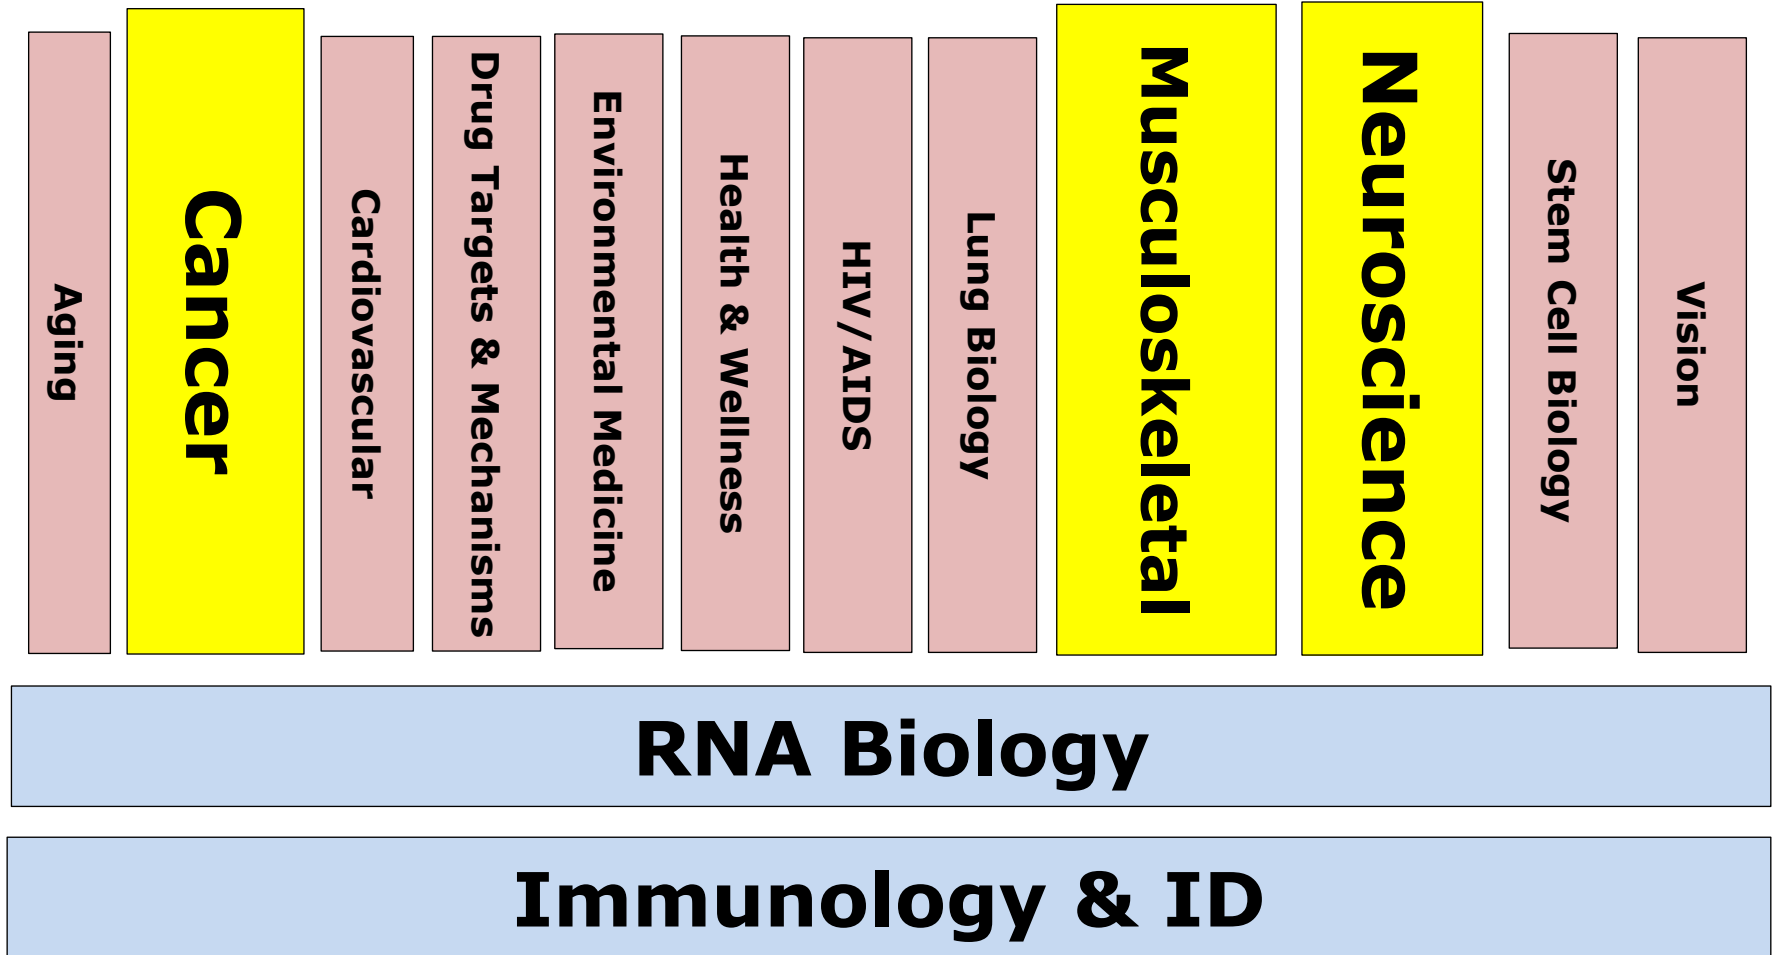 Aging
Cancer
Cardiovascular
Drug Targets & Mechanisms
Environmental Medicine
Health & Wellness
HIV/AIDS
Lung Biology
Musculoskeletal
Neuroscience
Stem Cell Biology
Vision
RNA Biology
Immunology & ID